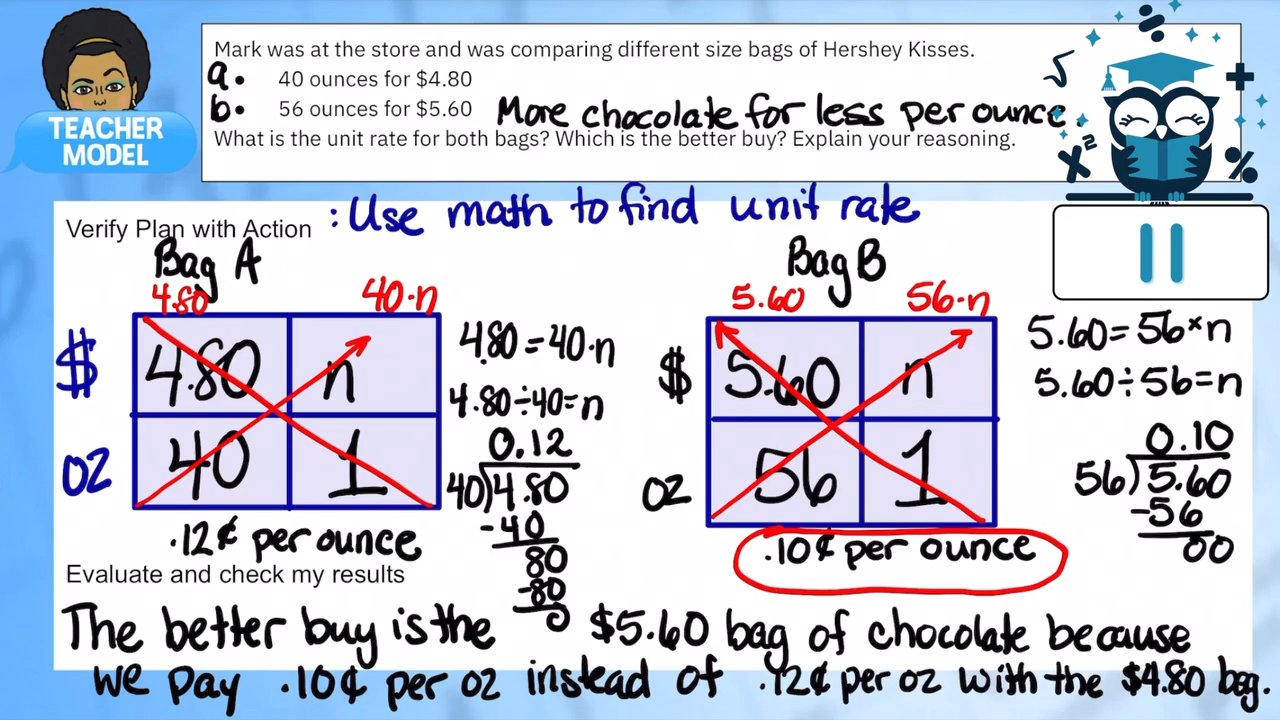 Mark was at the store and was comparing different size bags of Hershey Kisses.
a. 40 ounces for $4.80
b. 56 ounces for $5.60 More chocolate for less per ounce.
What is the unit rate for both bags? Which is the better buy? Explain your reasoning.
TEACHER
MODEL
√
+
x²
%
Verify Plan with Action : Use math to find unit rate
Bag A
4.80 40·n
$ 4.80 n
oz 40 1
.12¢ per ounce
4.80=40·n
4.80÷40=n
0.12
40)4.80
-40
80
-80
0
Bag B
5.60 56·n
$ 5.60 n
oz 56 1
.10¢ per ounce
5.60=56×n
5.60÷56=n
0.10
56)5.60
-56
00
Evaluate and check my results
The better buy is the $5.60 bag of chocolate because
we pay .10¢ per oz instead of .12¢ per oz with the $4.80 bag.